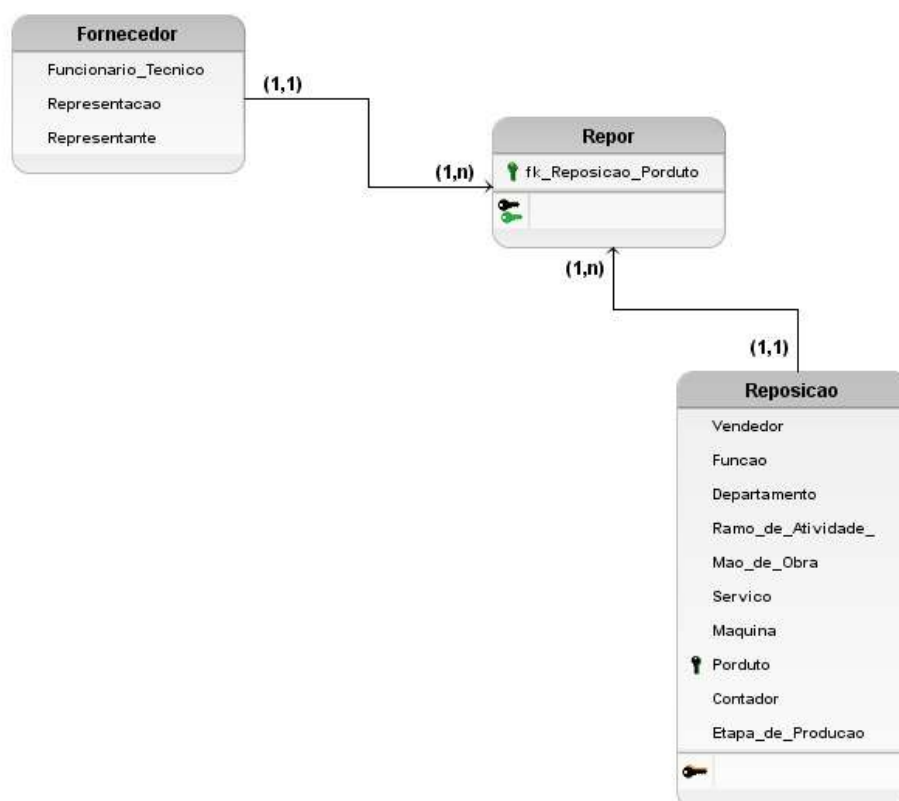 Fornecedor
Funcionario_Tecnico
Representacao
Representante
(1,1)
(1,n)
Repor
fk_Reposicao_Porduto
(1,n)
(1,1)
Reposicao
Vendedor
Funcao
Departamento
Ramo_de_Atividade_
Mao_de_Obra
Servico
Maquina
Porduto
Contador
Etapa_de_Producao